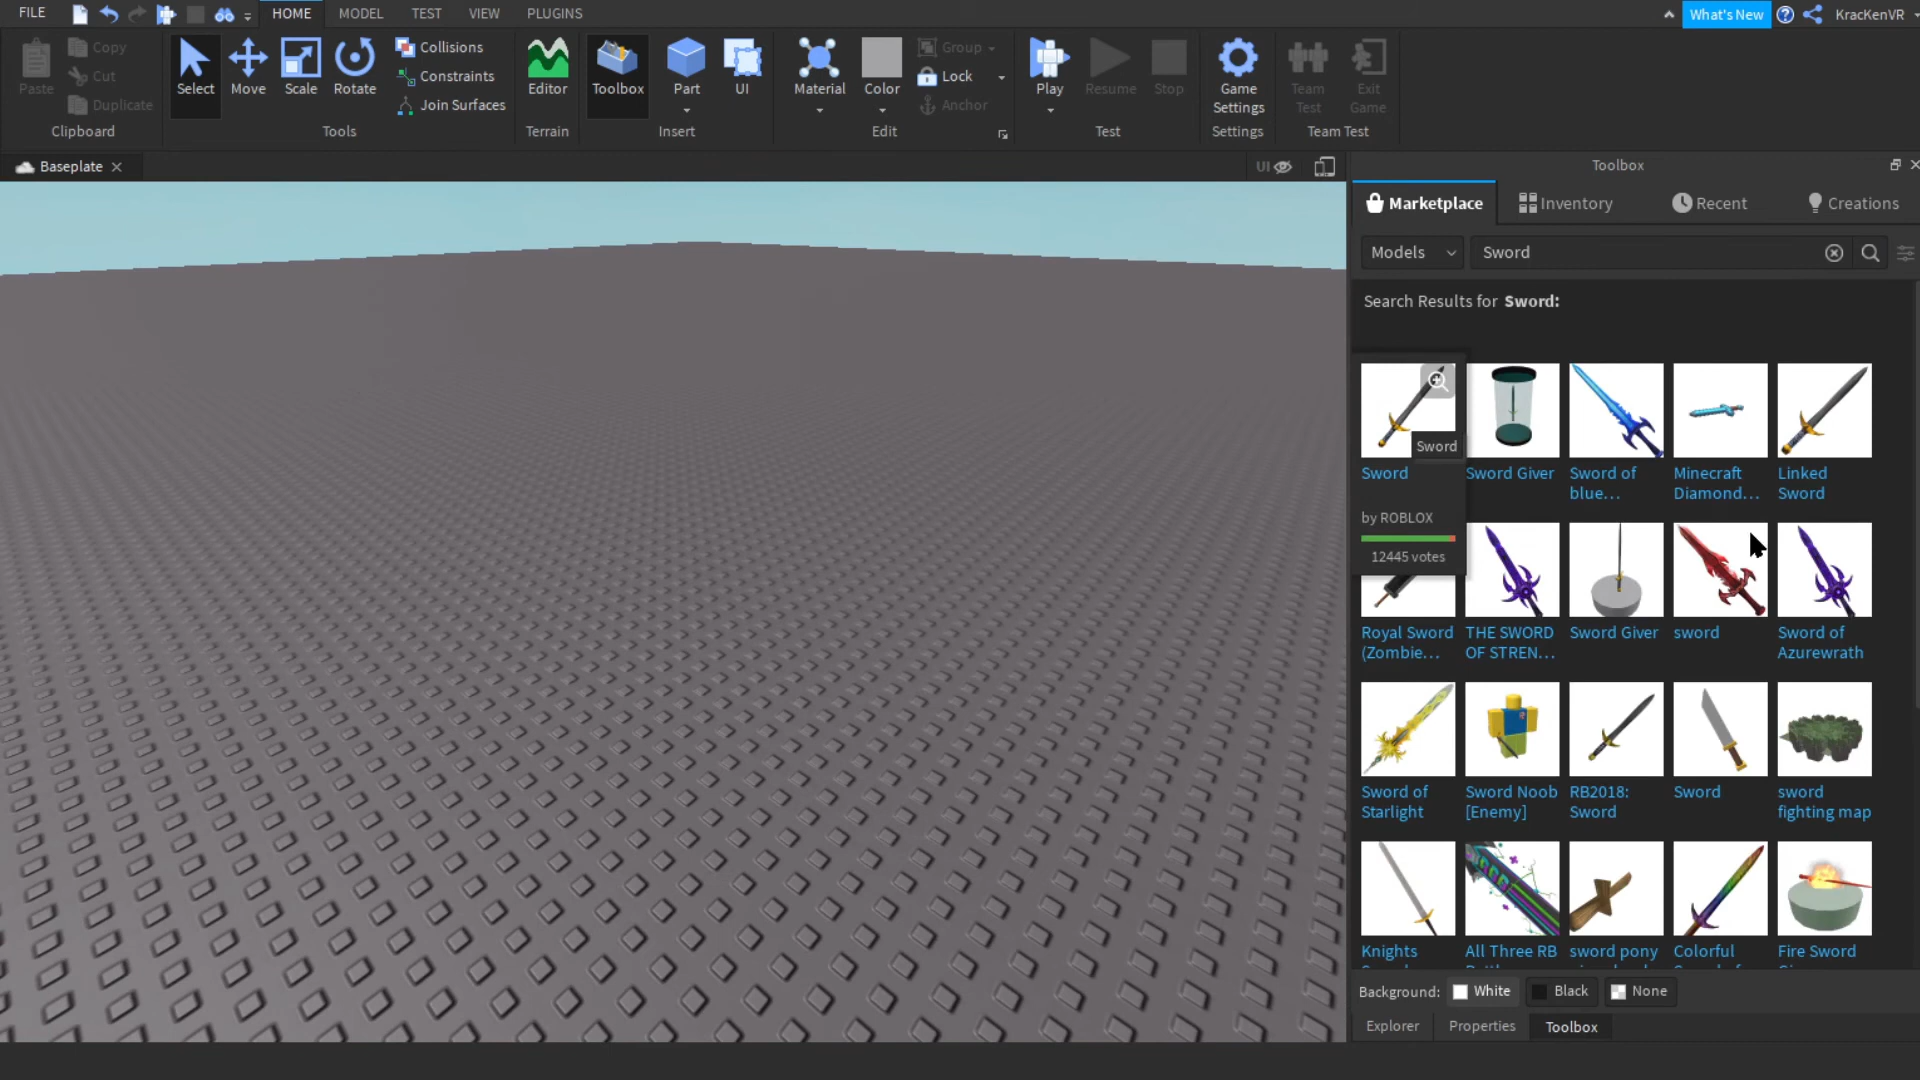 FILE
HOME
MODEL
TEST
VIEW
PLUGINS
What's New
KracKenVR
Paste
Copy
Cut
Duplicate
Clipboard
Select
Move
Scale
Rotate
Collisions
Constraints
Join Surfaces
Tools
Editor
Terrain
Toolbox
Part
UI
Insert
Material
Color
Group
Lock
Anchor
Edit
Play
Resume
Stop
Test
Game
Settings
Settings
Team
Test
Exit
Game
Team Test
Baseplate
UI
Toolbox
Marketplace
Inventory
Recent
Creations
Models
Sword
Search Results for Sword:
Sword
Sword
by ROBLOX
12445 votes
Sword Giver
Sword of
blue...
Minecraft
Diamond...
Linked
Sword
Royal Sword
(Zombie...
THE SWORD
OF STREN...
Sword Giver
sword
Sword of
Azurewrath
Sword of
Starlight
Sword Noob
[Enemy]
RB2018:
Sword
Sword
sword
fighting map
Knights
All Three RB
sword pony
Colorful
Fire Sword
Background:
White
Black
None
Explorer
Properties
Toolbox